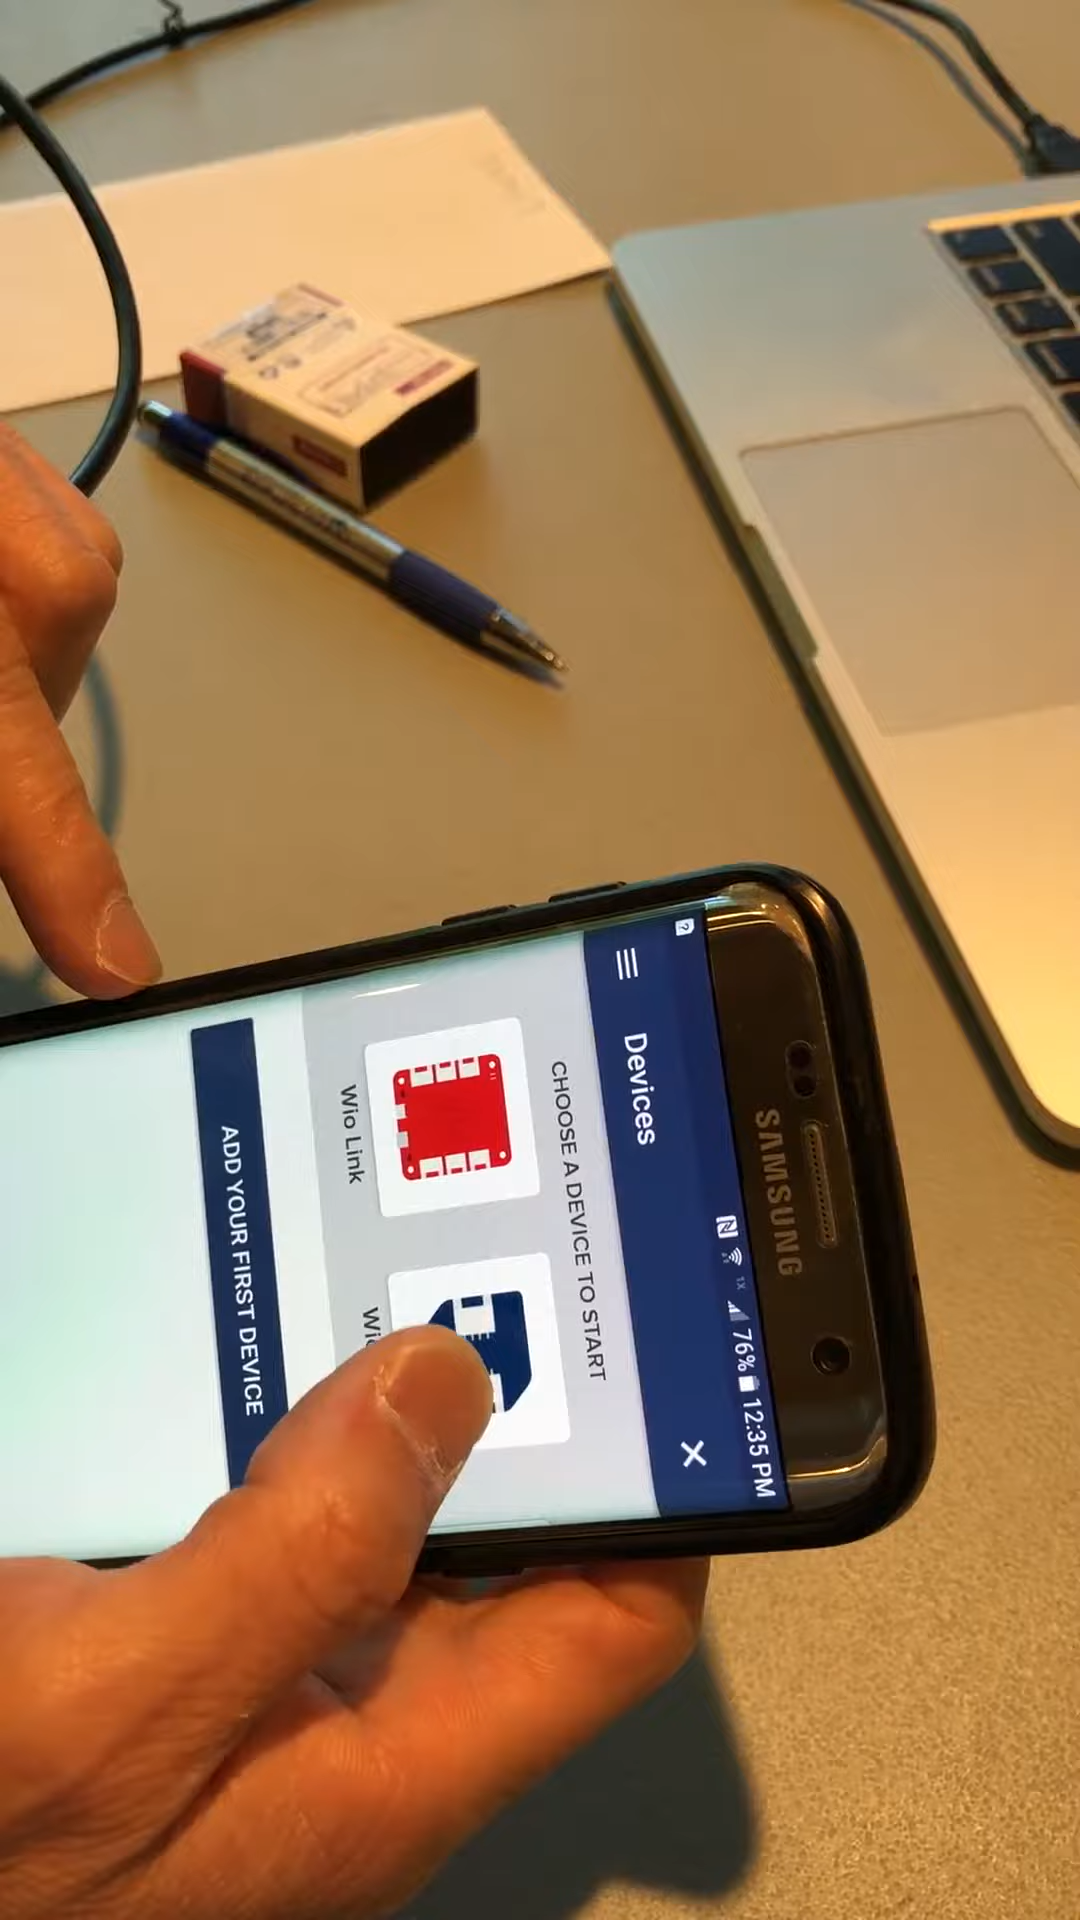 SAMSUNG
76% 12:35 PM
Devices
CHOOSE A DEVICE TO START
Wio Link
ADD YOUR FIRST DEVICE